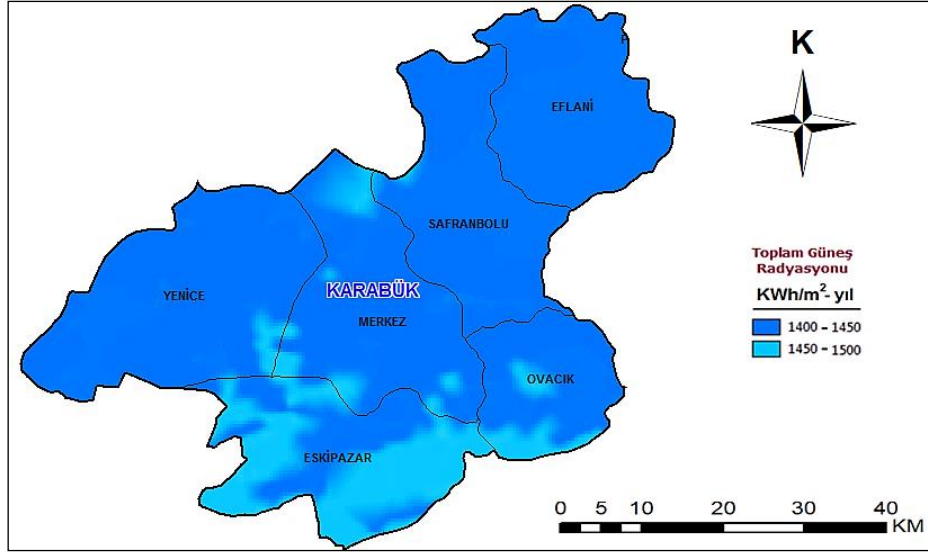 K
EFLANİ
SAFRANBOLU
YENİCE
KARABÜK
MERKEZ
OVACIK
ESKİPAZAR
Toplam Güneş
Radyasyonu
KWh/m²- yıl
1400 – 1450
1450 – 1500
0 5 10 20 30 40
KM